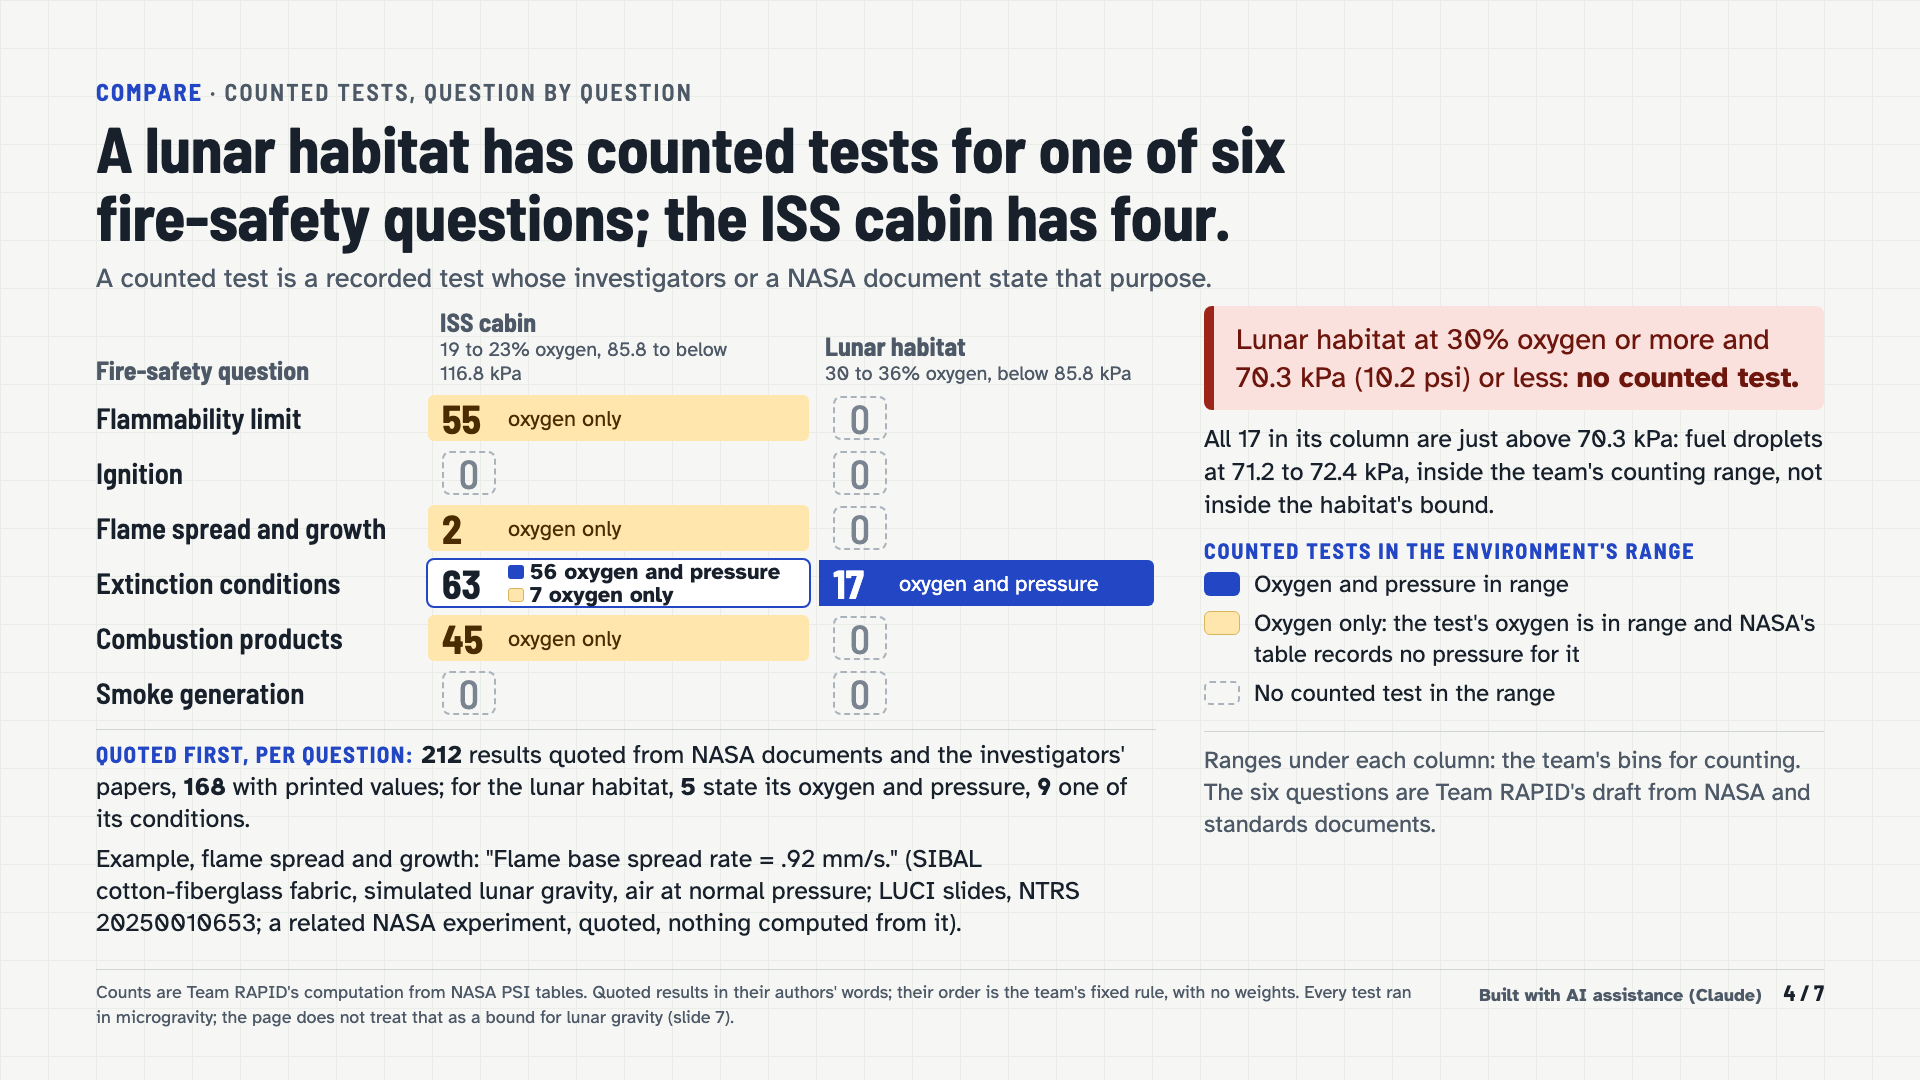 COMPARE · COUNTED TESTS, QUESTION BY QUESTION
A lunar habitat has counted tests for one of six
fire-safety questions; the ISS cabin has four.
A counted test is a recorded test whose investigators or a NASA document state that purpose.
Fire-safety question
ISS cabin
19 to 23% oxygen, 85.8 to below
116.8 kPa
Lunar habitat
30 to 36% oxygen, below 85.8 kPa
Flammability limit
55 oxygen only
0
Ignition
0
0
Flame spread and growth
2 oxygen only
0
Extinction conditions
63
56 oxygen and pressure
7 oxygen only
17 oxygen and pressure
Combustion products
45 oxygen only
0
Smoke generation
0
0
QUOTED FIRST, PER QUESTION: 212 results quoted from NASA documents and the investigators'
papers, 168 with printed values; for the lunar habitat, 5 state its oxygen and pressure, 9 one of
its conditions.
Example, flame spread and growth: "Flame base spread rate = .92 mm/s." (SIBAL
cotton-fiberglass fabric, simulated lunar gravity, air at normal pressure; LUCI slides, NTRS
20250010653; a related NASA experiment, quoted, nothing computed from it).
Lunar habitat at 30% oxygen or more and
70.3 kPa (10.2 psi) or less: no counted test.
All 17 in its column are just above 70.3 kPa: fuel droplets
at 71.2 to 72.4 kPa, inside the team's counting range, not
inside the habitat's bound.
COUNTED TESTS IN THE ENVIRONMENT'S RANGE
Oxygen and pressure in range
Oxygen only: the test's oxygen is in range and NASA's
table records no pressure for it
No counted test in the range
Ranges under each column: the team's bins for counting.
The six questions are Team RAPID's draft from NASA and
standards documents.
Counts are Team RAPID's computation from NASA PSI tables. Quoted results in their authors' words; their order is the team's fixed rule, with no weights. Every test ran
in microgravity; the page does not treat that as a bound for lunar gravity (slide 7).
Built with AI assistance (Claude) 4 / 7